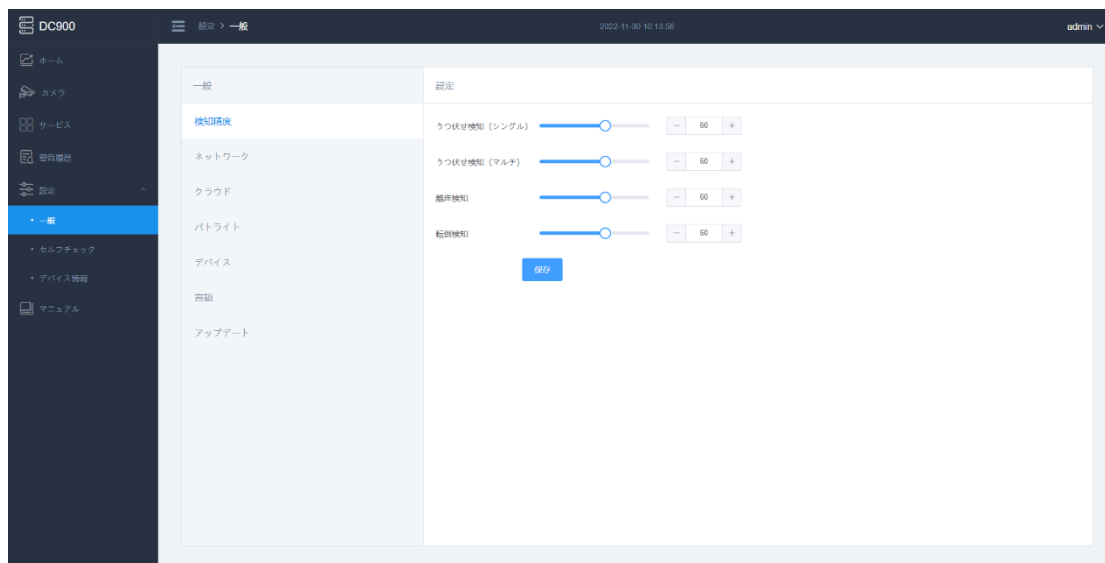 DC900
設定 > 一般
2022-11-30 10:13:58
admin
ホーム
カメラ
サービス
警告履歴
設定
・一般
・セルフチェック
・デバイス情報
マニュアル
一般
検知精度
ネットワーク
クラウド
パトライト
デバイス
言語
アップデート
設定
うつ伏せ検知 (シングル) − 60 +
うつ伏せ検知 (マルチ) − 60 +
離床検知 − 60 +
転倒検知 − 60 +
保存